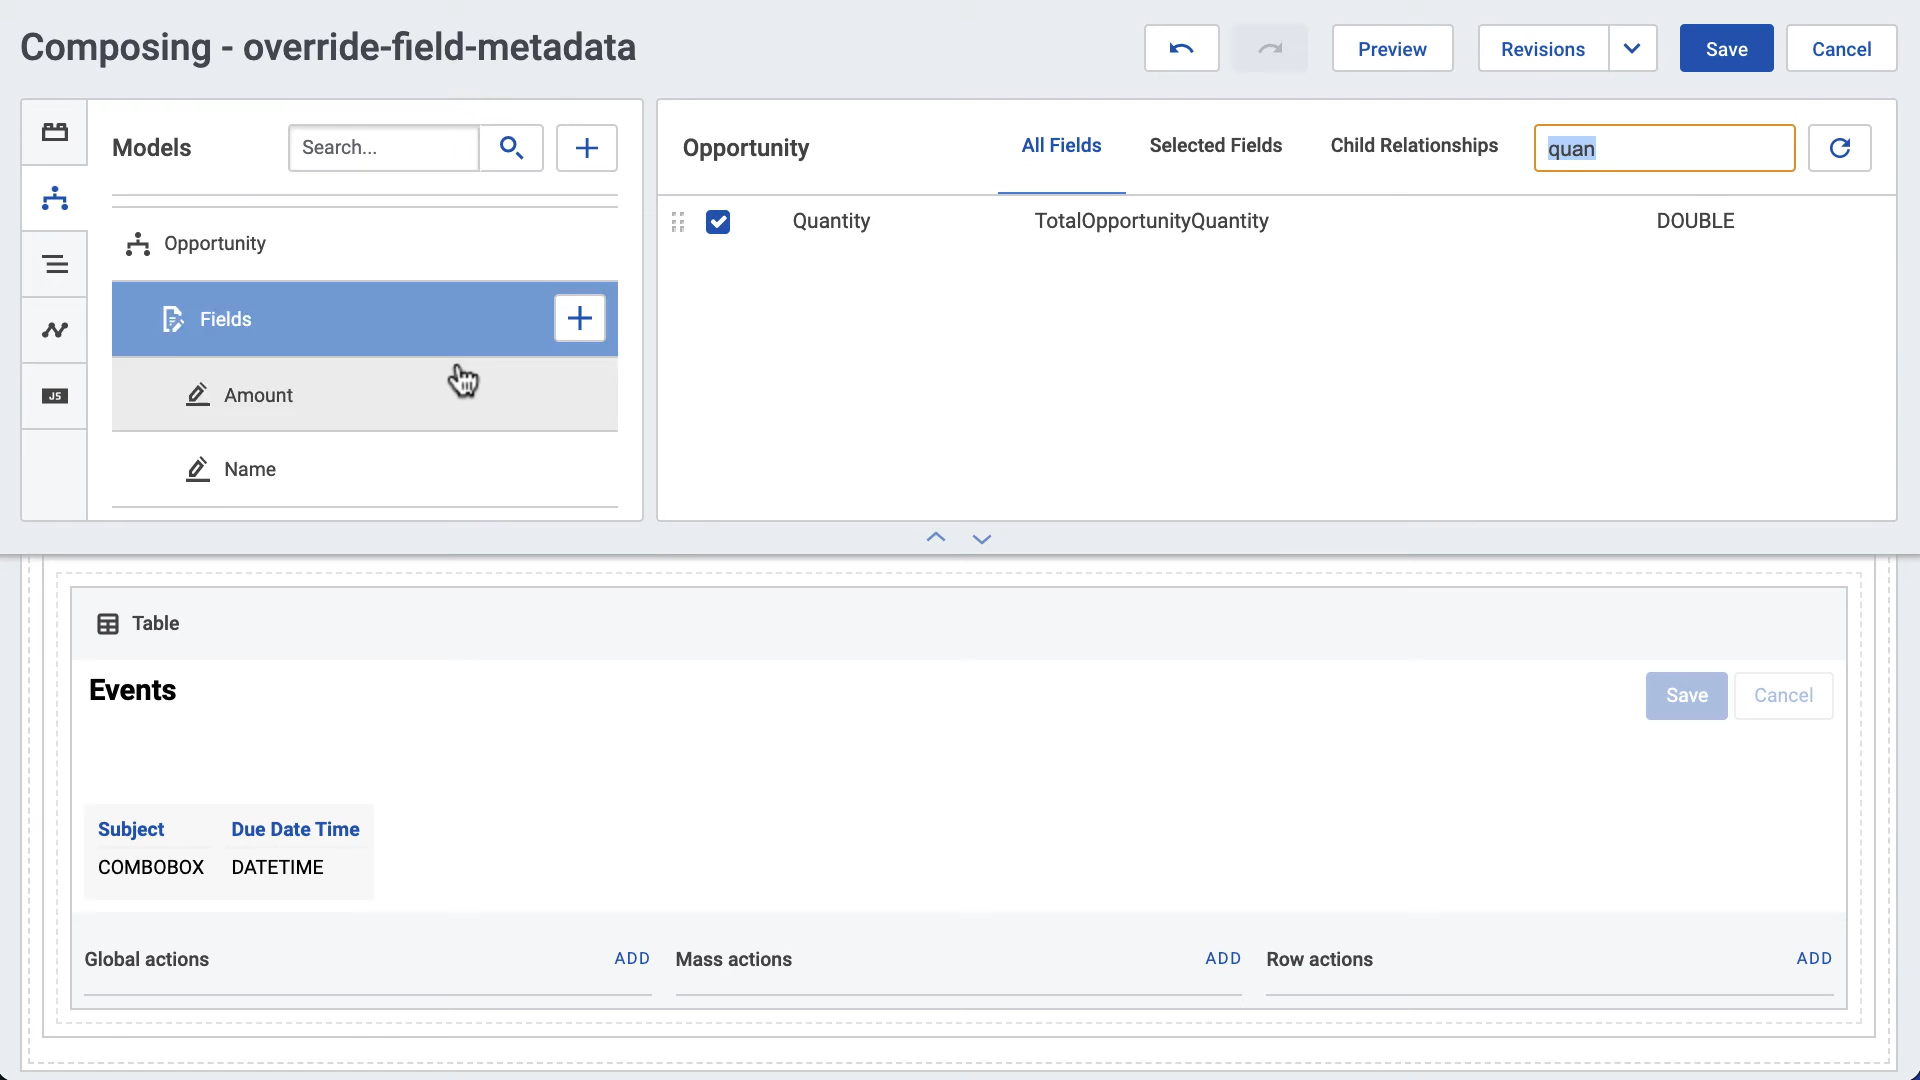 Composing - override-field-metadata
Preview
Revisions
Save
Cancel
Models
Search...
Opportunity
All Fields
Selected Fields
Child Relationships
quan
Quantity
TotalOpportunityQuantity
DOUBLE
Opportunity
Fields
Amount
Name
JS
Table
Events
Save
Cancel
Subject
Due Date Time
COMBOBOX
DATETIME
Global actions
ADD
Mass actions
ADD
Row actions
ADD